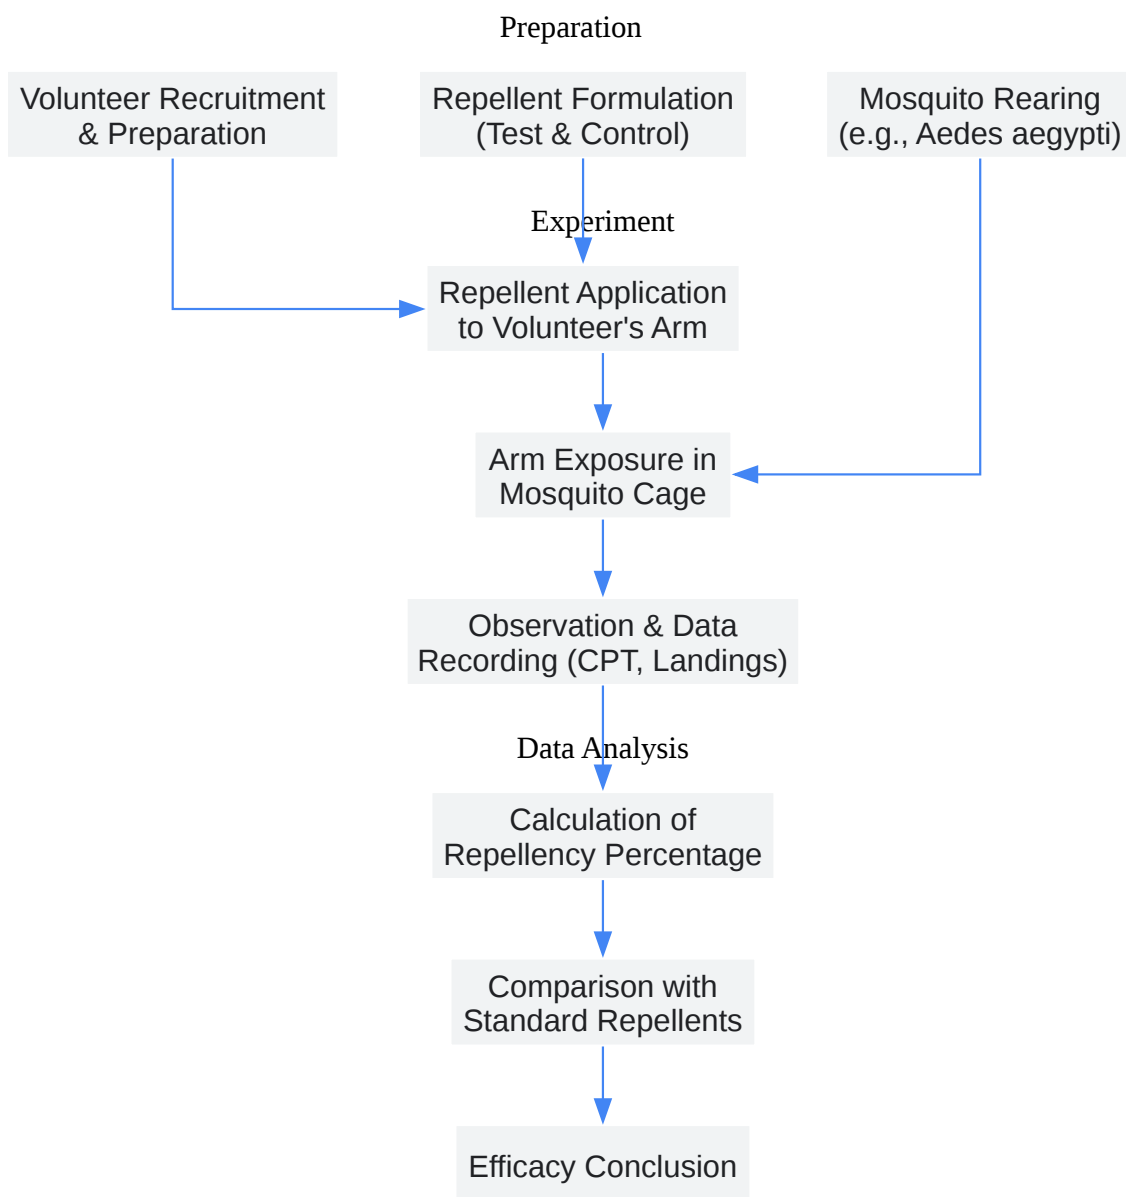 Preparation
Volunteer Recruitment
& Preparation
Repellent Formulation
(Test & Control)
Mosquito Rearing
(e.g., Aedes aegypti)
Experiment
Repellent Application
to Volunteer's Arm
Arm Exposure in
Mosquito Cage
Observation & Data
Recording (CPT, Landings)
Data Analysis
Calculation of
Repellency Percentage
Comparison with
Standard Repellents
Efficacy Conclusion